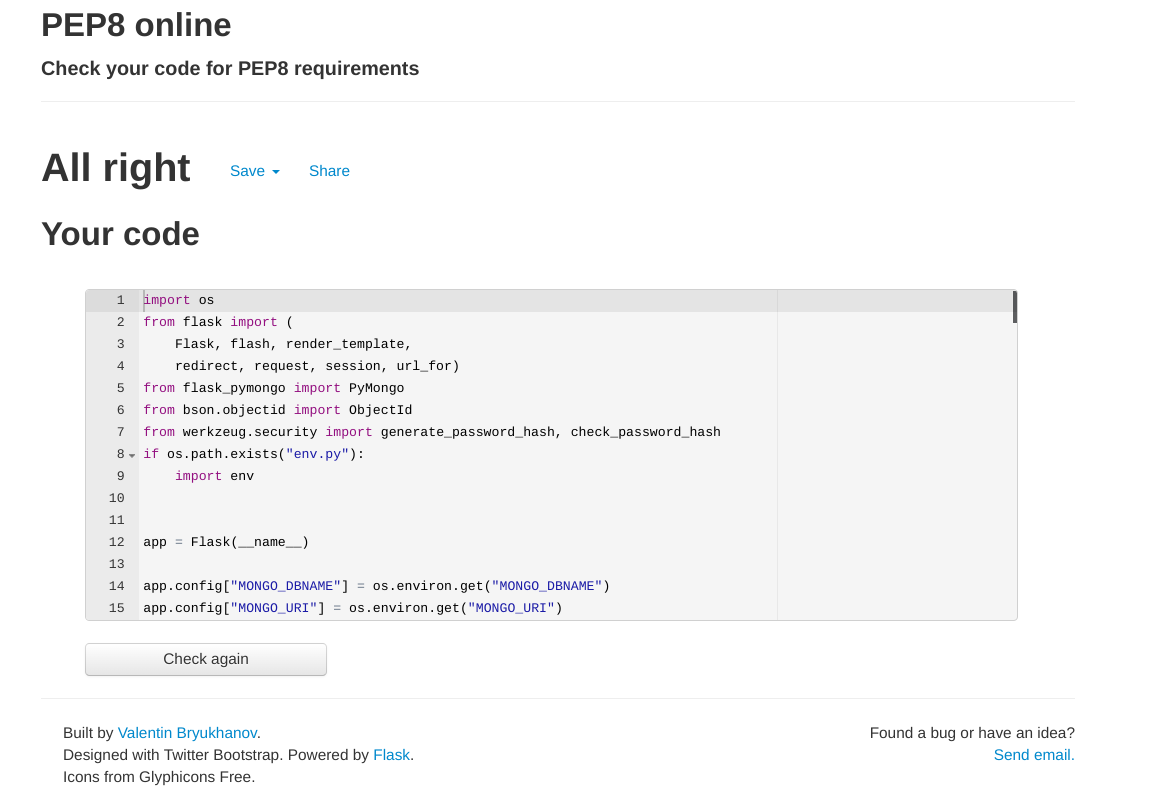 PEP8 online
Check your code for PEP8 requirements
All right Save Share
Your code
1 import os
2 from flask import (
3     Flask, flash, render_template,
4     redirect, request, session, url_for)
5 from flask_pymongo import PyMongo
6 from bson.objectid import ObjectId
7 from werkzeug.security import generate_password_hash, check_password_hash
8 if os.path.exists("env.py"):
9     import env
10
11
12 app = Flask(__name__)
13
14 app.config["MONGO_DBNAME"] = os.environ.get("MONGO_DBNAME")
15 app.config["MONGO_URI"] = os.environ.get("MONGO_URI")
Check again
Built by Valentin Bryukhanov. Found a bug or have an idea?
Designed with Twitter Bootstrap. Powered by Flask. Send email.
Icons from Glyphicons Free.